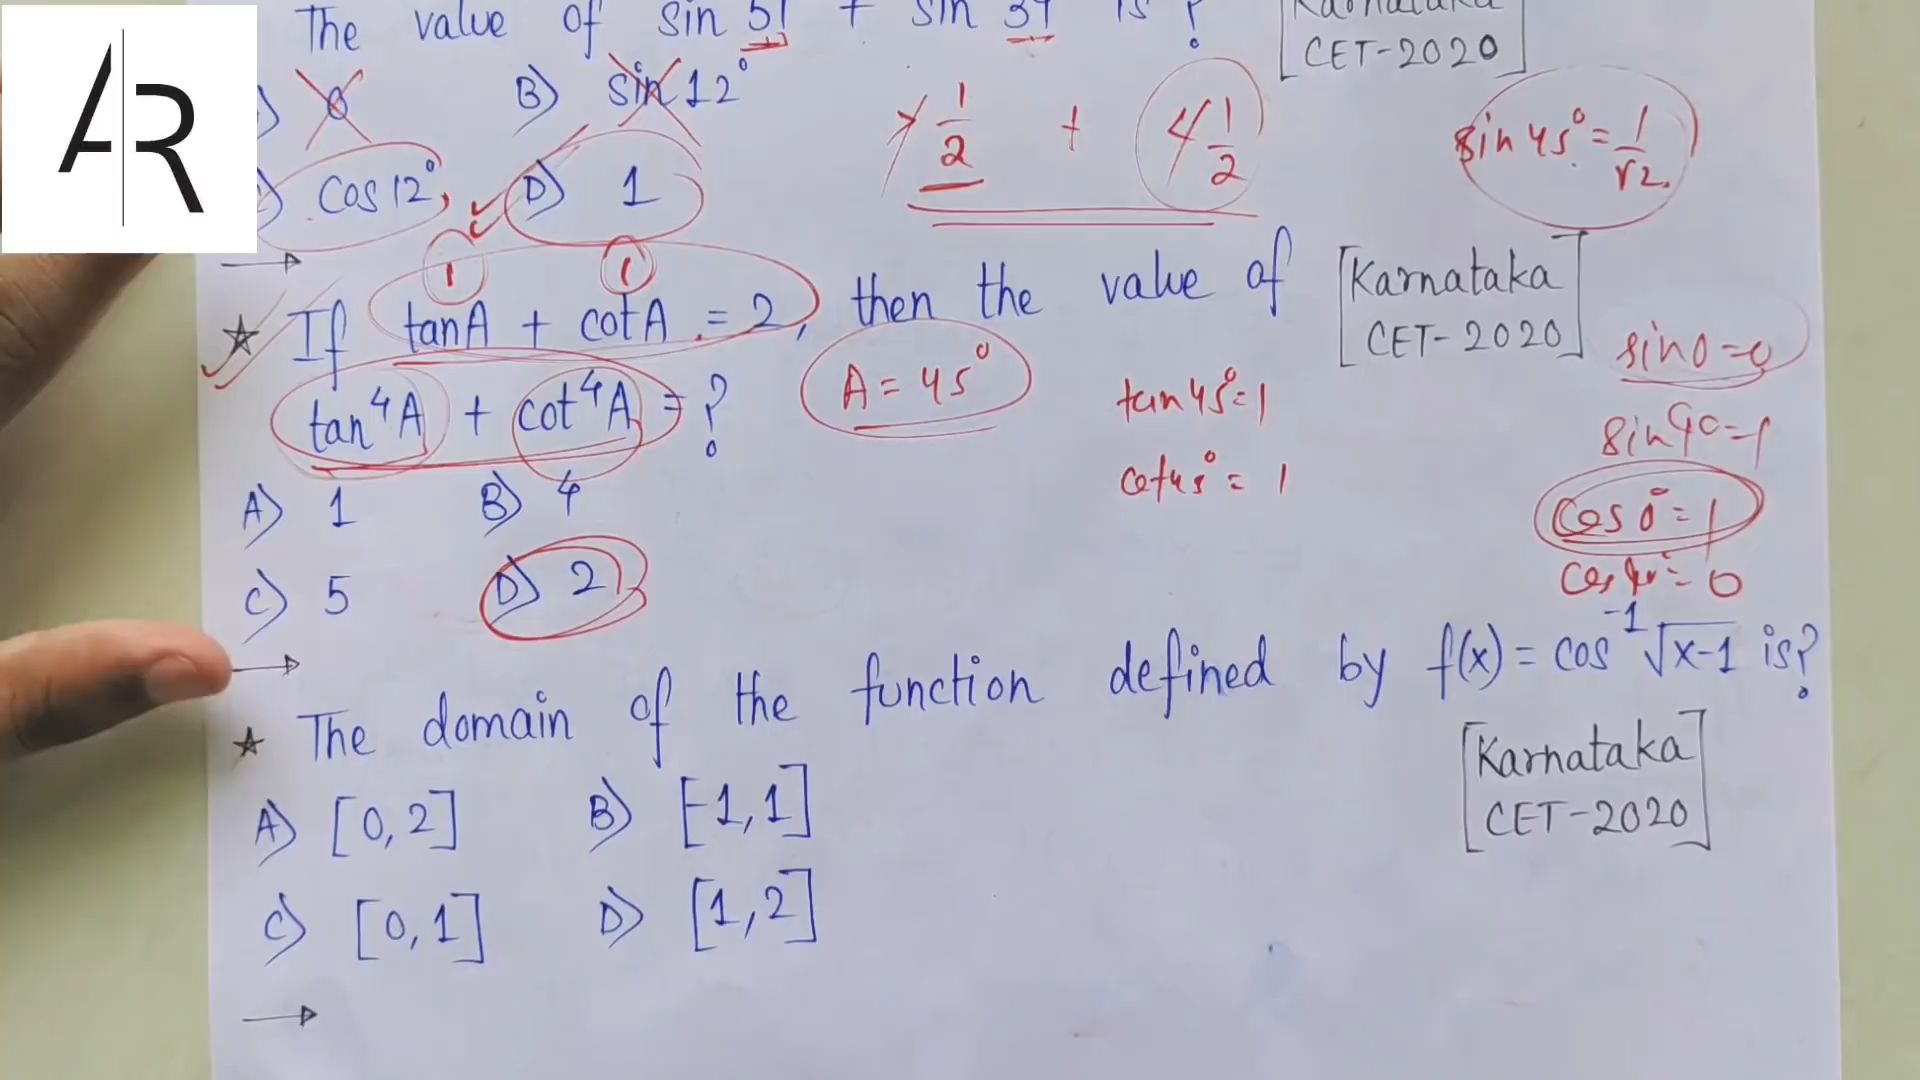 AR
The value of sin 51 + sin 39 is?
CET-2020]
0 B) sin 12°
cos 12° D) 1
7 1/2 + 4 1/2
sin 45° = 1/√2
1 1
☆ If tanA + cotA = 2, then the value of
[Karnataka
CET-2020]
tan⁴A + cot⁴A = ?
A = 45°
tan 45° = 1
cot 45° = 1
sin 0 = 0
sin 90 = 1
cos 0° = 1
A) 1 B) 4
C) 5 D) 2
☆ The domain of the function defined by f(x) = cos⁻¹√x-1 is?
[Karnataka
CET-2020]
A) [0,2] B) [-1,1]
C) [0,1] D) [1,2]